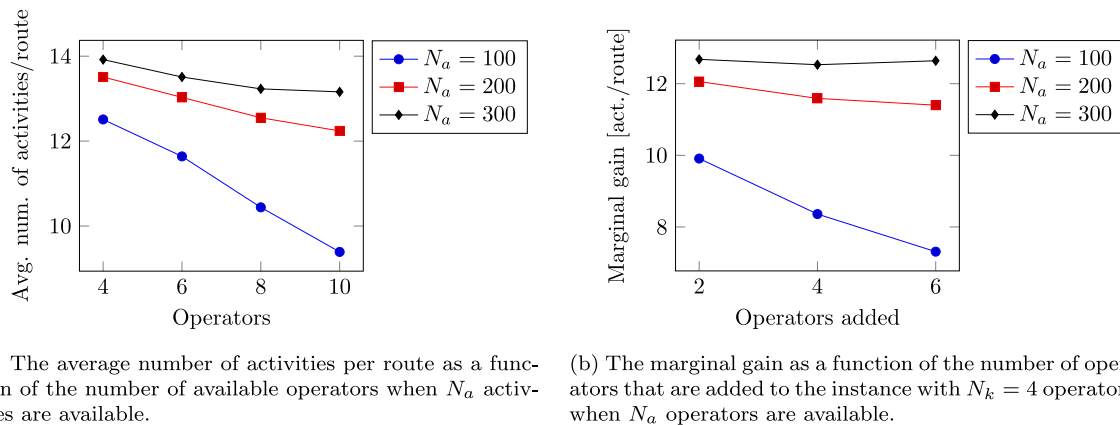 Avg. num. of activities/route
14
12
10
4 6 8 10
Operators
N_a = 100
N_a = 200
N_a = 300
Marginal gain [act./route]
12
10
8
2 4 6
Operators added
N_a = 100
N_a = 200
N_a = 300
The average number of activities per route as a func-
n of the number of available operators when N_a activ-
es are available.
(b) The marginal gain as a function of the number of oper
ators that are added to the instance with N_k = 4 operator
when N_a operators are available.